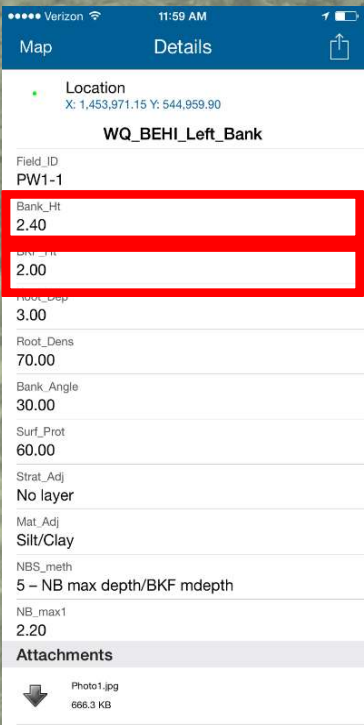 Verizon 11:59 AM
Map Details
Location
X: 1,453,971.15 Y: 544,959.90
WQ_BEHI_Left_Bank
Field_ID
PW1-1
Bank_Ht
2.40
BKF_Ht
2.00
Root_Dep
3.00
Root_Dens
70.00
Bank_Angle
30.00
Surf_Prot
60.00
Strat_Adj
No layer
Mat_Adj
Silt/Clay
NBS_meth
5 – NB max depth/BKF mdepth
NB_max1
2.20
Attachments
Photo1.jpg
666.3 KB